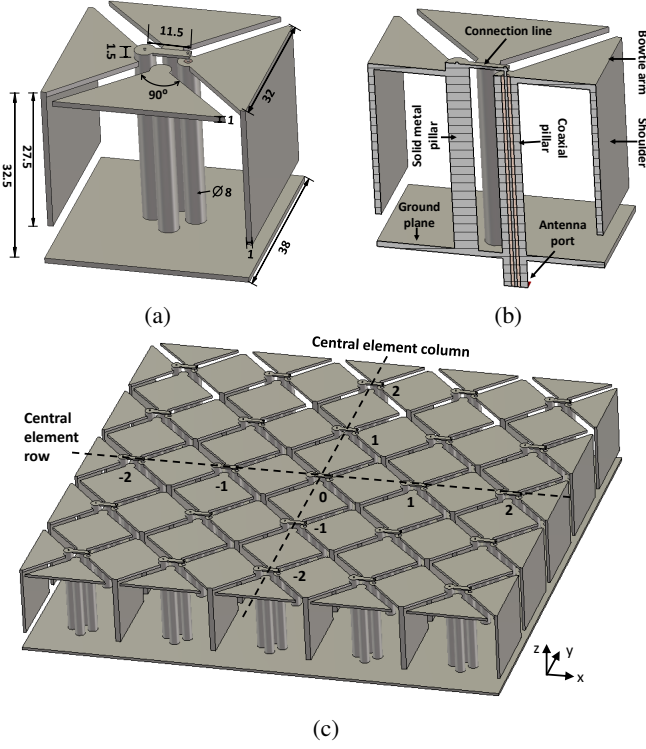 11.5
1.5
90°
32
1
32.5
27.5
Ø8
38
1
(a)
Connection line
Bowtie arm
Solid metal
pillar
Coaxial
pillar
Shoulder
Ground
plane
Antenna
port
(b)
Central element column
Central
element
row
2
1
-2
-1
0
1
2
-1
-2
z
y
x
(c)